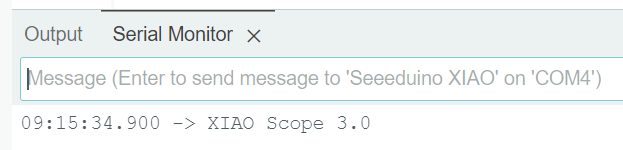 Output Serial Monitor ×
Message (Enter to send message to 'Seeeduino XIAO' on 'COM4')
09:15:34.900 -> XIAO Scope 3.0